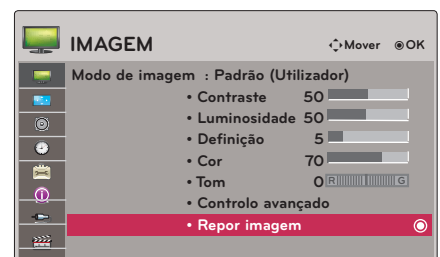 IMAGEM Mover OK
Modo de imagem : Padrão (Utilizador)
• Contraste 50
• Luminosidade 50
• Definição 5
• Cor 70
• Tom 0 R G
• Controlo avançado
• Repor imagem